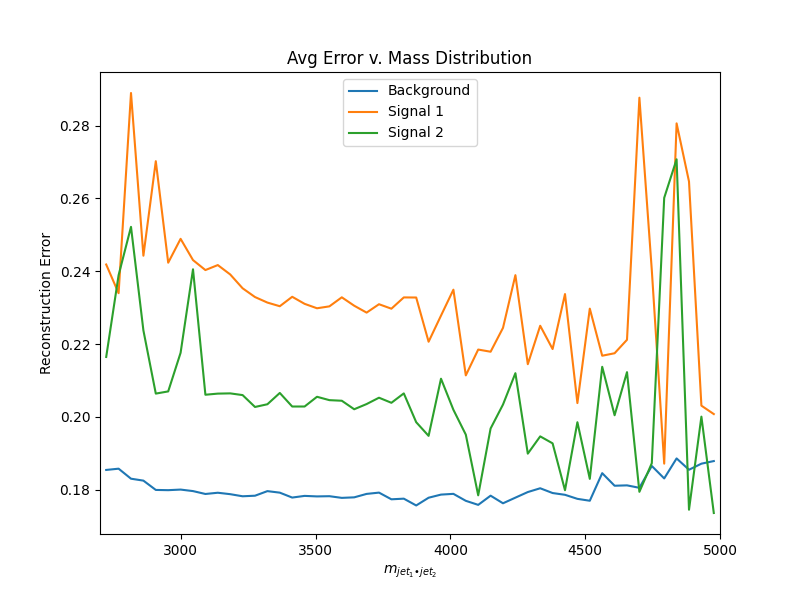 Avg Error v. Mass Distribution
Background
Signal 1
Signal 2
Reconstruction Error
0.28
0.26
0.24
0.22
0.20
0.18
3000 3500 4000 4500 5000
m_{jet_1•jet_2}